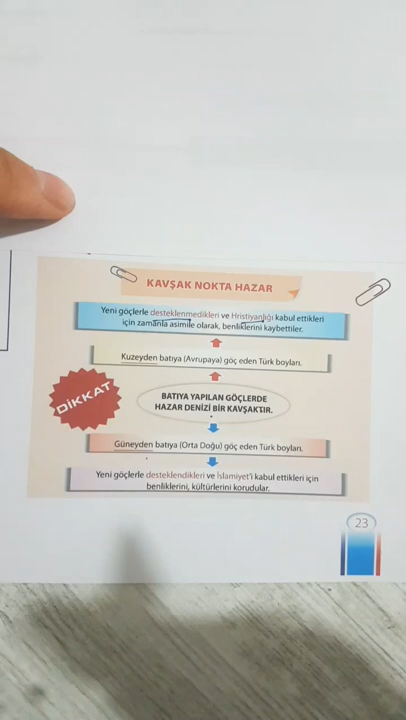 KAVŞAK NOKTA HAZAR
Yeni göçlerle desteklenmedikleri ve Hristiyanlığı kabul ettikleri
için zamanla asimile olarak, benliklerini kaybettiler.
Kuzeyden batıya (Avrupaya) göç eden Türk boyları.
DİKKAT
BATIYA YAPILAN GÖÇLERDE
HAZAR DENİZİ BİR KAVŞAKTIR.
Güneyden batıya (Orta Doğu) göç eden Türk boyları.
Yeni göçlerle desteklendikleri ve İslamiyet'i kabul ettikleri için
benliklerini, kültürlerini korudular.
23